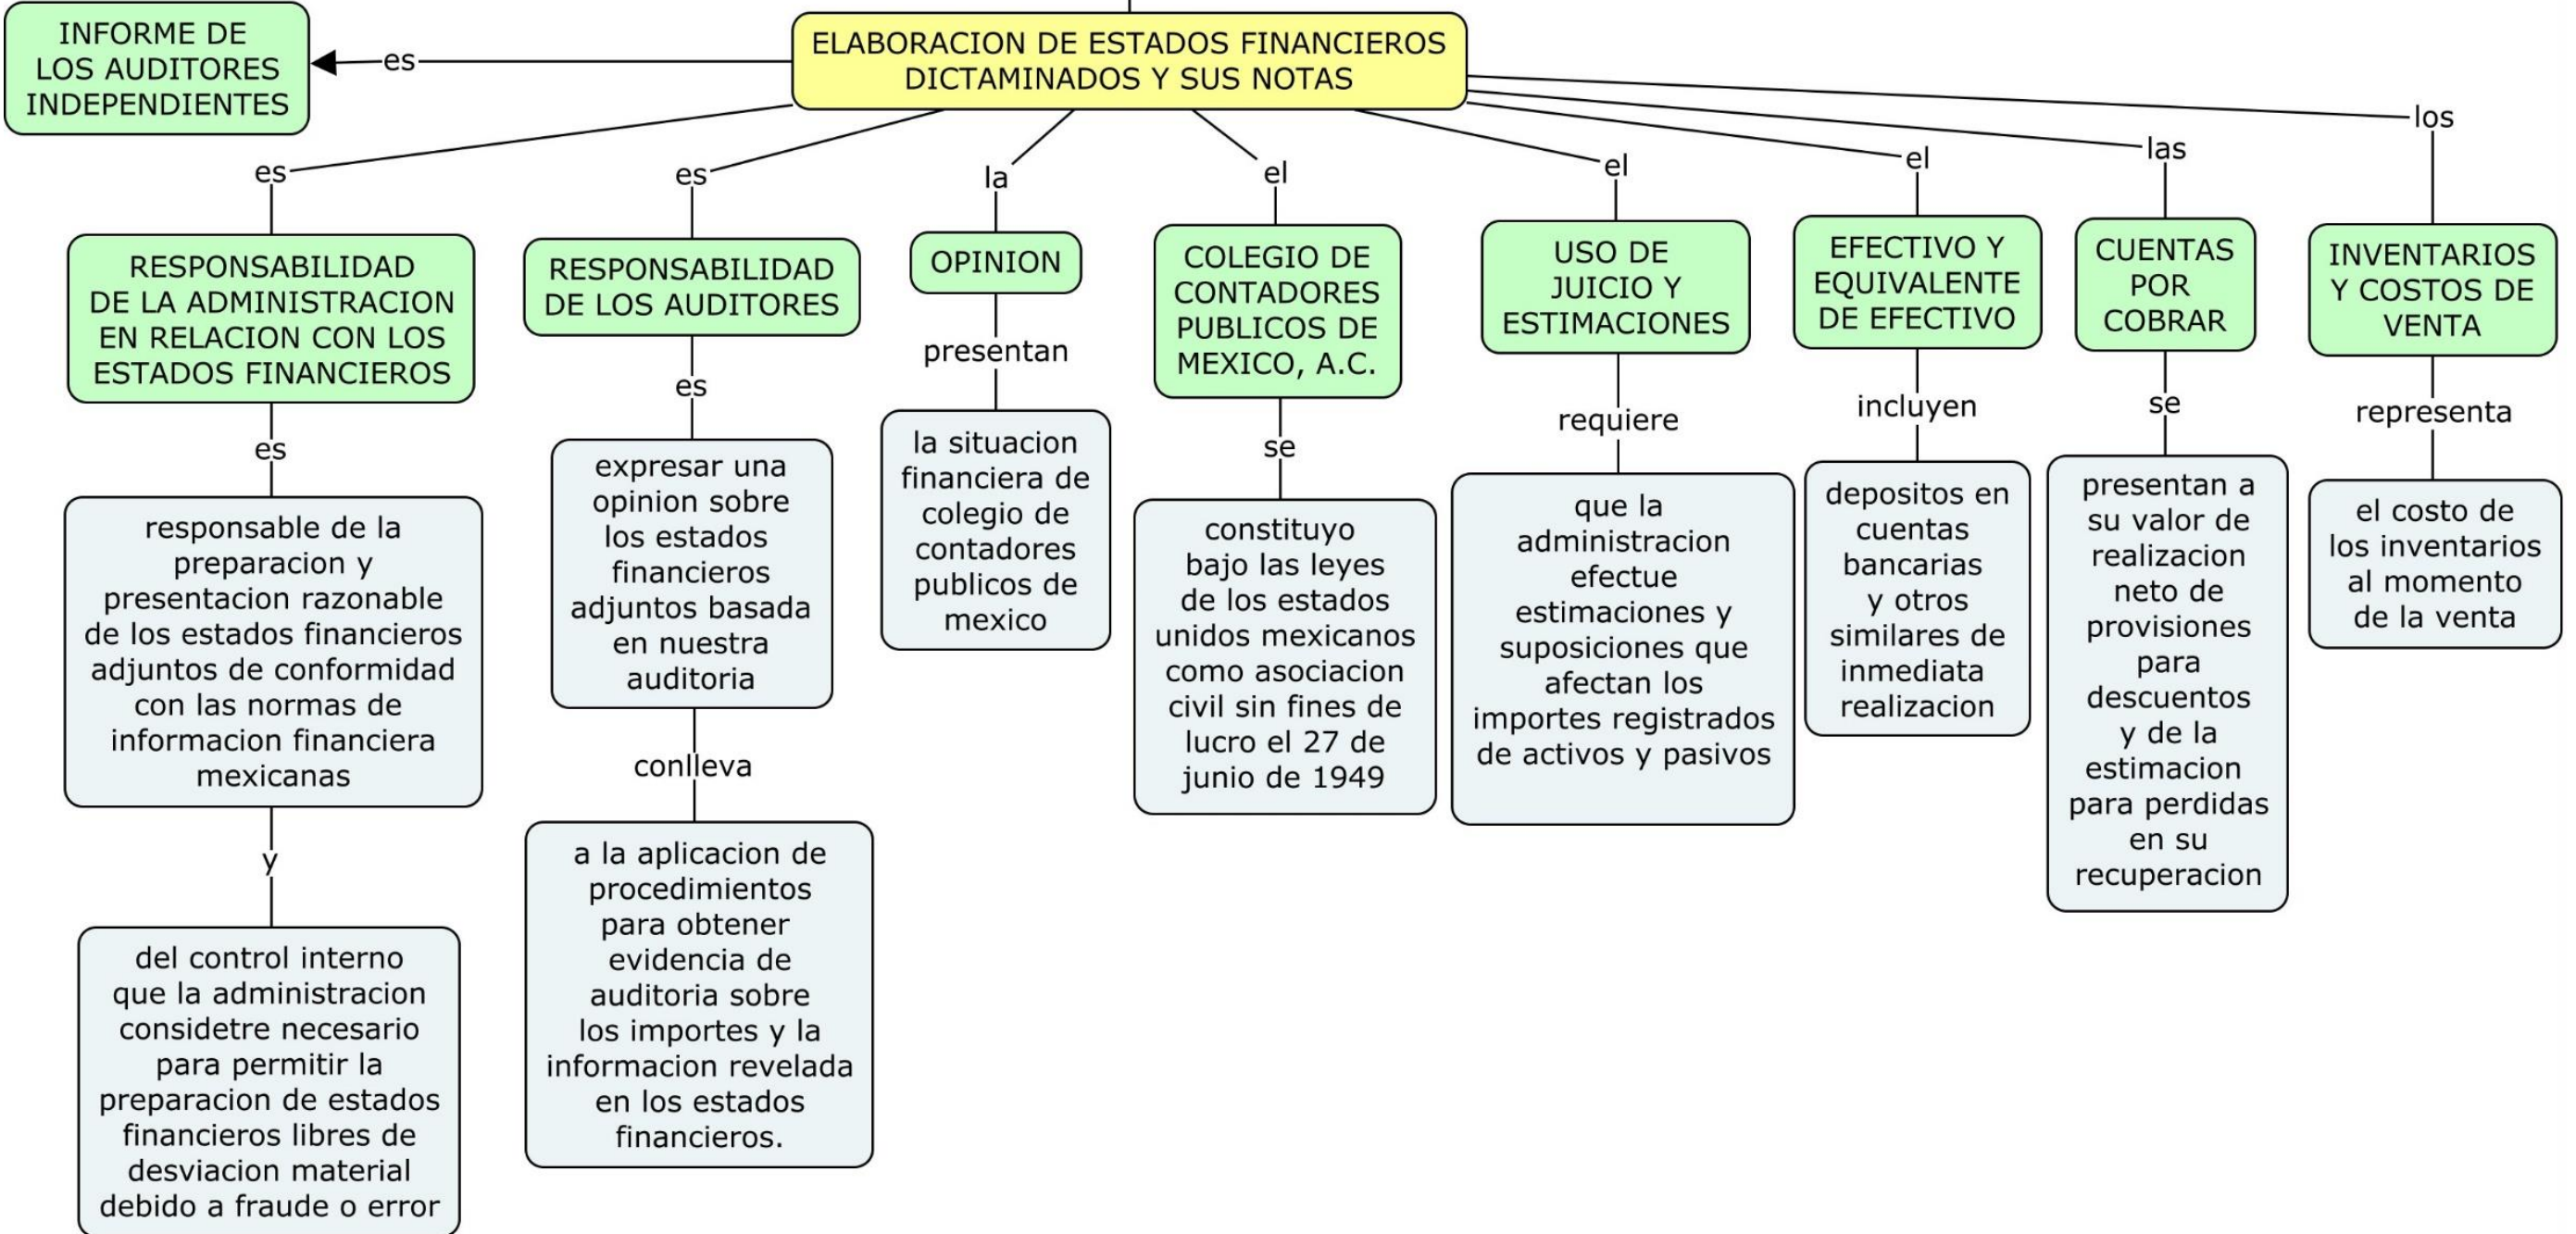 INFORME DE
LOS AUDITORES
INDEPENDIENTES
es
ELABORACION DE ESTADOS FINANCIEROS
DICTAMINADOS Y SUS NOTAS
es
RESPONSABILIDAD
DE LA ADMINISTRACION
EN RELACION CON LOS
ESTADOS FINANCIEROS
es
responsable de la
preparacion y
presentacion razonable
de los estados financieros
adjuntos de conformidad
con las normas de
informacion financiera
mexicanas
y
del control interno
que la administracion
considetre necesario
para permitir la
preparacion de estados
financieros libres de
desviacion material
debido a fraude o error
es
RESPONSABILIDAD
DE LOS AUDITORES
es
expresar una
opinion sobre
los estados
financieros
adjuntos basada
en nuestra
auditoria
conlleva
a la aplicacion de
procedimientos
para obtener
evidencia de
auditoria sobre
los importes y la
informacion revelada
en los estados
financieros.
la
OPINION
presentan
la situacion
financiera de
colegio de
contadores
publicos de
mexico
el
COLEGIO DE
CONTADORES
PUBLICOS DE
MEXICO, A.C.
se
constituyo
bajo las leyes
de los estados
unidos mexicanos
como asociacion
civil sin fines de
lucro el 27 de
junio de 1949
el
USO DE
JUICIO Y
ESTIMACIONES
requiere
que la
administracion
efectue
estimaciones y
suposiciones que
afectan los
importes registrados
de activos y pasivos
el
EFECTIVO Y
EQUIVALENTE
DE EFECTIVO
incluyen
depositos en
cuentas
bancarias
y otros
similares de
inmediata
realizacion
las
CUENTAS
POR
COBRAR
se
presentan a
su valor de
realizacion
neto de
provisiones
para
descuentos
y de la
estimacion
para perdidas
en su
recuperacion
los
INVENTARIOS
Y COSTOS DE
VENTA
representa
el costo de
los inventarios
al momento
de la venta